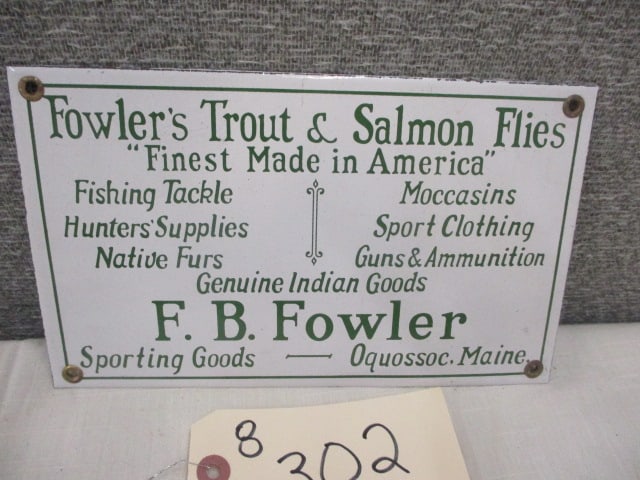 Fowler's Trout & Salmon Flies
"Finest Made in America"
Fishing Tackle
Hunters' Supplies
Native Furs
Moccasins
Sport Clothing
Guns & Ammunition
Genuine Indian Goods
F. B. Fowler
Sporting Goods — Oquossoc, Maine.
8
302